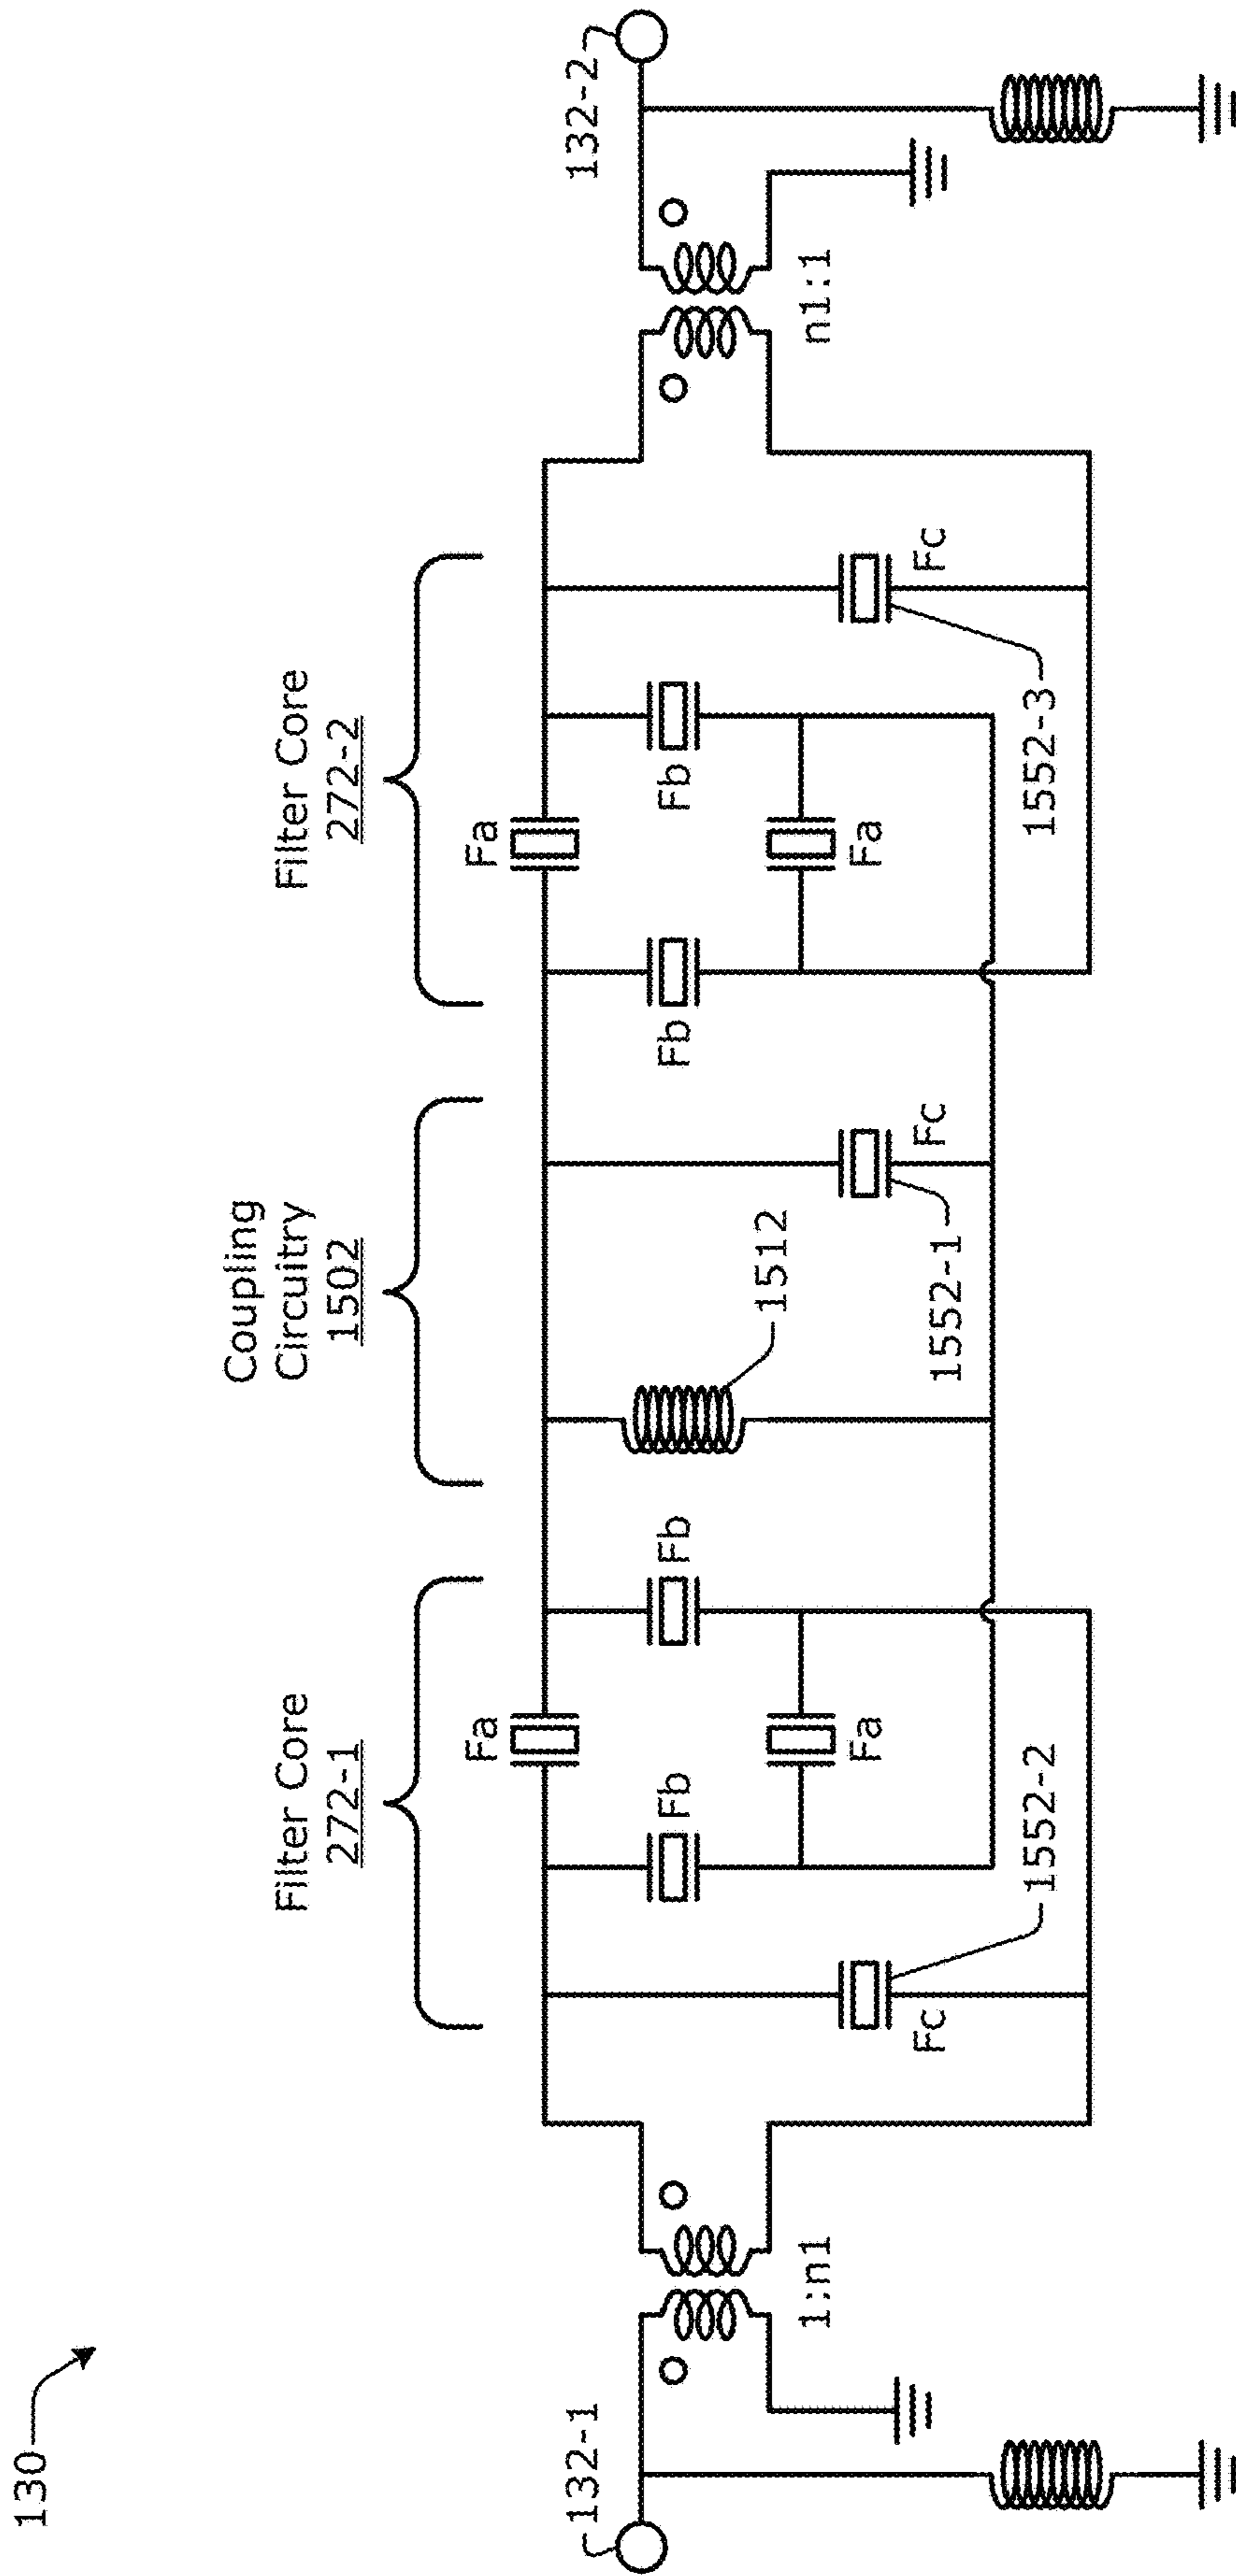 130
Coupling
Circuitry
1502
Filter Core
272-1
Filter Core
272-2
Fa
Fa
Fb
Fb
Fb
Fb
Fa
Fa
132-1
132-2
1:n1
n1:1
1512
Fc
Fc
Fc
1552-2
1552-1
1552-3